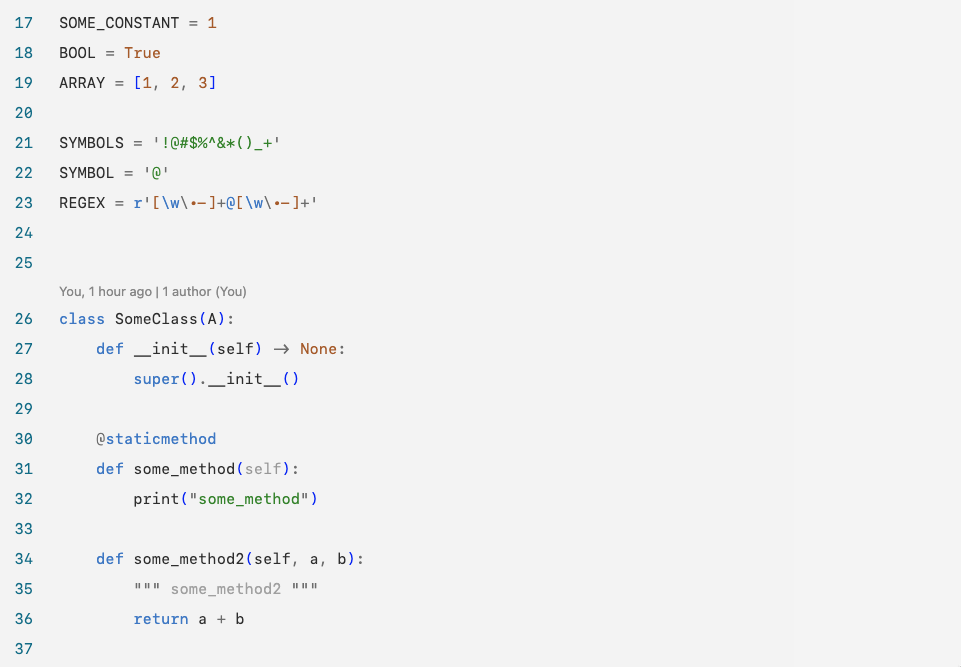 17 SOME_CONSTANT = 1
18 BOOL = True
19 ARRAY = [1, 2, 3]
20
21 SYMBOLS = '!@#$%^&*()_+'
22 SYMBOL = '@'
23 REGEX = r'[\w\•−]+@[\w\•−]+'
24
25
You, 1 hour ago | 1 author (You)
26 class SomeClass(A):
27     def __init__(self) -> None:
28         super().__init__()
29
30     @staticmethod
31     def some_method(self):
32         print("some_method")
33
34     def some_method2(self, a, b):
35         """ some_method2 """
36         return a + b
37